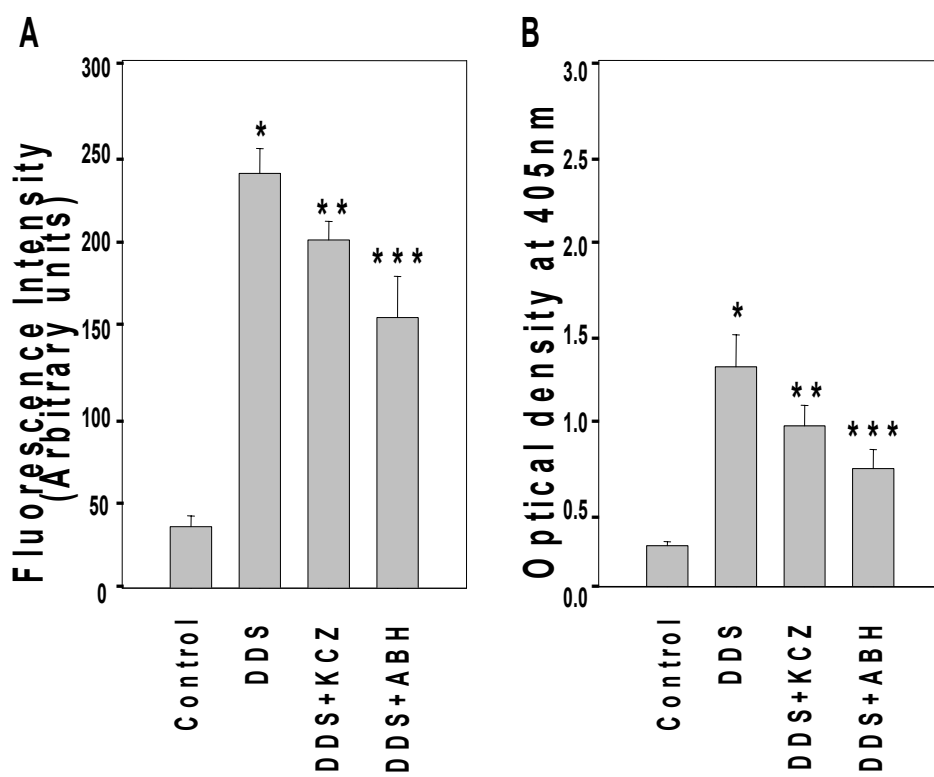 A
Fluorescence Intensity
(Arbitrary units)
300
250
200
150
100
50
0
*
**
***
Control
DDS
DDS+KCZ
DDS+ABH
B
Optical density at 405nm
3.0
2.5
2.0
1.5
1.0
0.5
0.0
*
**
***
Control
DDS
DDS+KCZ
DDS+ABH